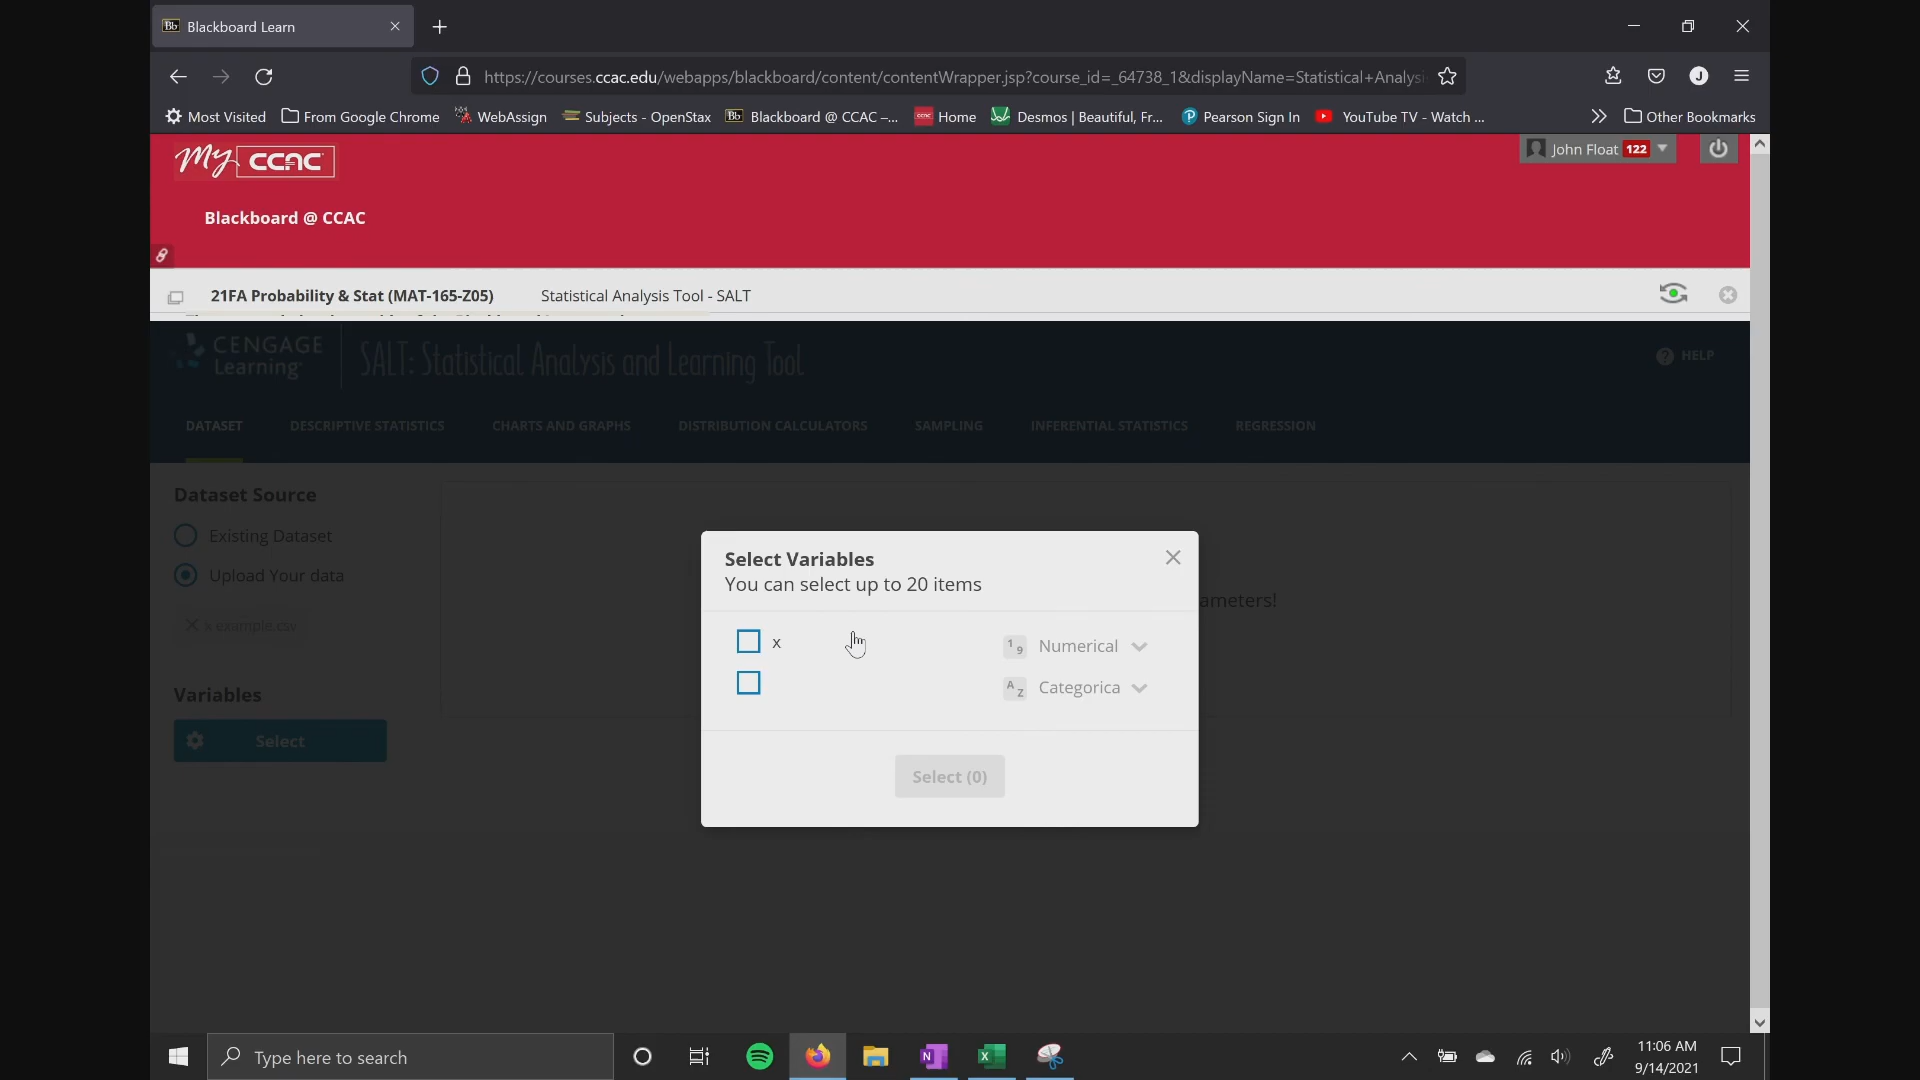 Blackboard Learn
https://courses.ccac.edu/webapps/blackboard/content/contentWrapper.jsp?course_id=_64738_1&displayName=Statistical+Analysi
Most Visited From Google Chrome WebAssign Subjects - OpenStax Blackboard @ CCAC –... Home Desmos | Beautiful, Fr... Pearson Sign In YouTube TV - Watch ... Other Bookmarks
My CCAC
John Float 122
Blackboard @ CCAC
21FA Probability & Stat (MAT-165-Z05) Statistical Analysis Tool - SALT
CENGAGE Learning
SALT: Statistical Analysis and Learning Tool
HELP
DATASET DESCRIPTIVE STATISTICS CHARTS AND GRAPHS DISTRIBUTION CALCULATORS SAMPLING INFERENTIAL STATISTICS REGRESSION
Dataset Source
Existing Dataset
Upload Your data
x example.csv
Variables
Select
ameters!
Select Variables
You can select up to 20 items
x Numerical
Categorica
Select (0)
Type here to search
11:06 AM
9/14/2021